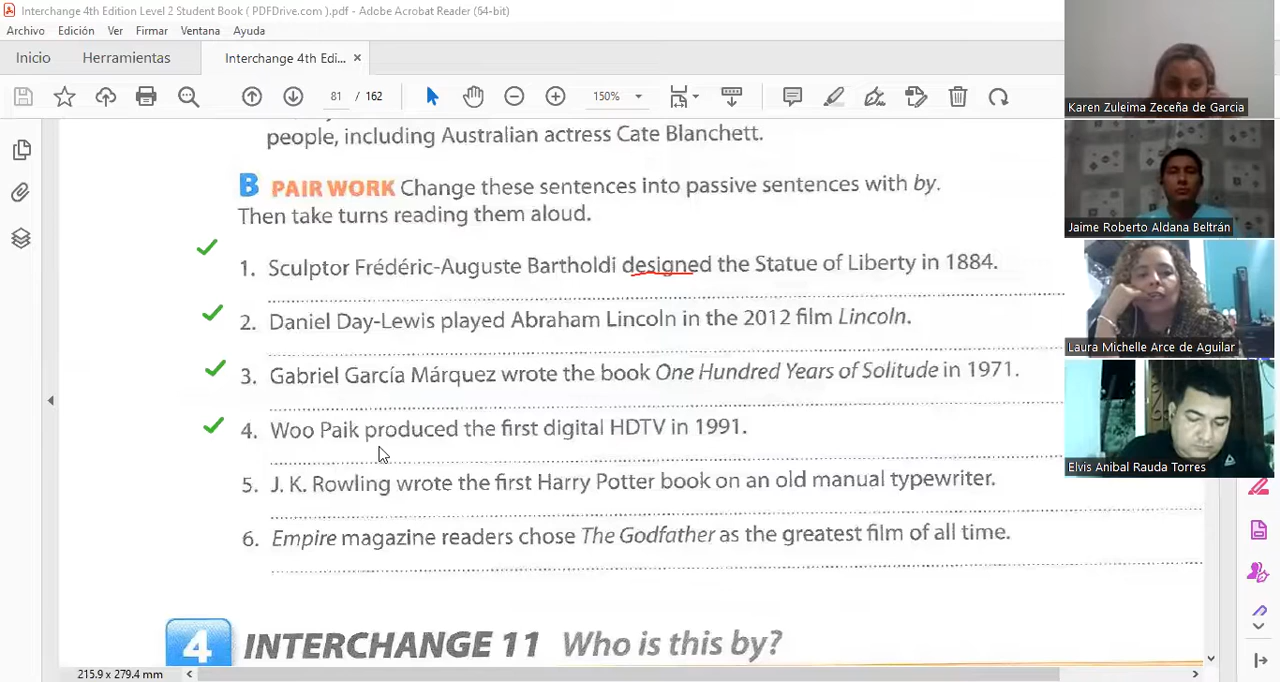 Interchange 4th Edition Level 2 Student Book ( PDFDrive.com ).pdf - Adobe Acrobat Reader (64-bit)
Archivo Edición Ver Firmar Ventana Ayuda
Inicio Herramientas Interchange 4th Edi... ×
81 / 162 150%
people, including Australian actress Cate Blanchett.
B PAIR WORK Change these sentences into passive sentences with by.
Then take turns reading them aloud.
1. Sculptor Frédéric-Auguste Bartholdi designed the Statue of Liberty in 1884.
2. Daniel Day-Lewis played Abraham Lincoln in the 2012 film Lincoln.
3. Gabriel García Márquez wrote the book One Hundred Years of Solitude in 1971.
4. Woo Paik produced the first digital HDTV in 1991.
5. J. K. Rowling wrote the first Harry Potter book on an old manual typewriter.
6. Empire magazine readers chose The Godfather as the greatest film of all time.
4 INTERCHANGE 11 Who is this by?
215.9 x 279.4 mm
Karen Zuleima Zeceña de Garcia
Jaime Roberto Aldana Beltrán
Laura Michelle Arce de Aguilar
Elvis Anibal Rauda Torres